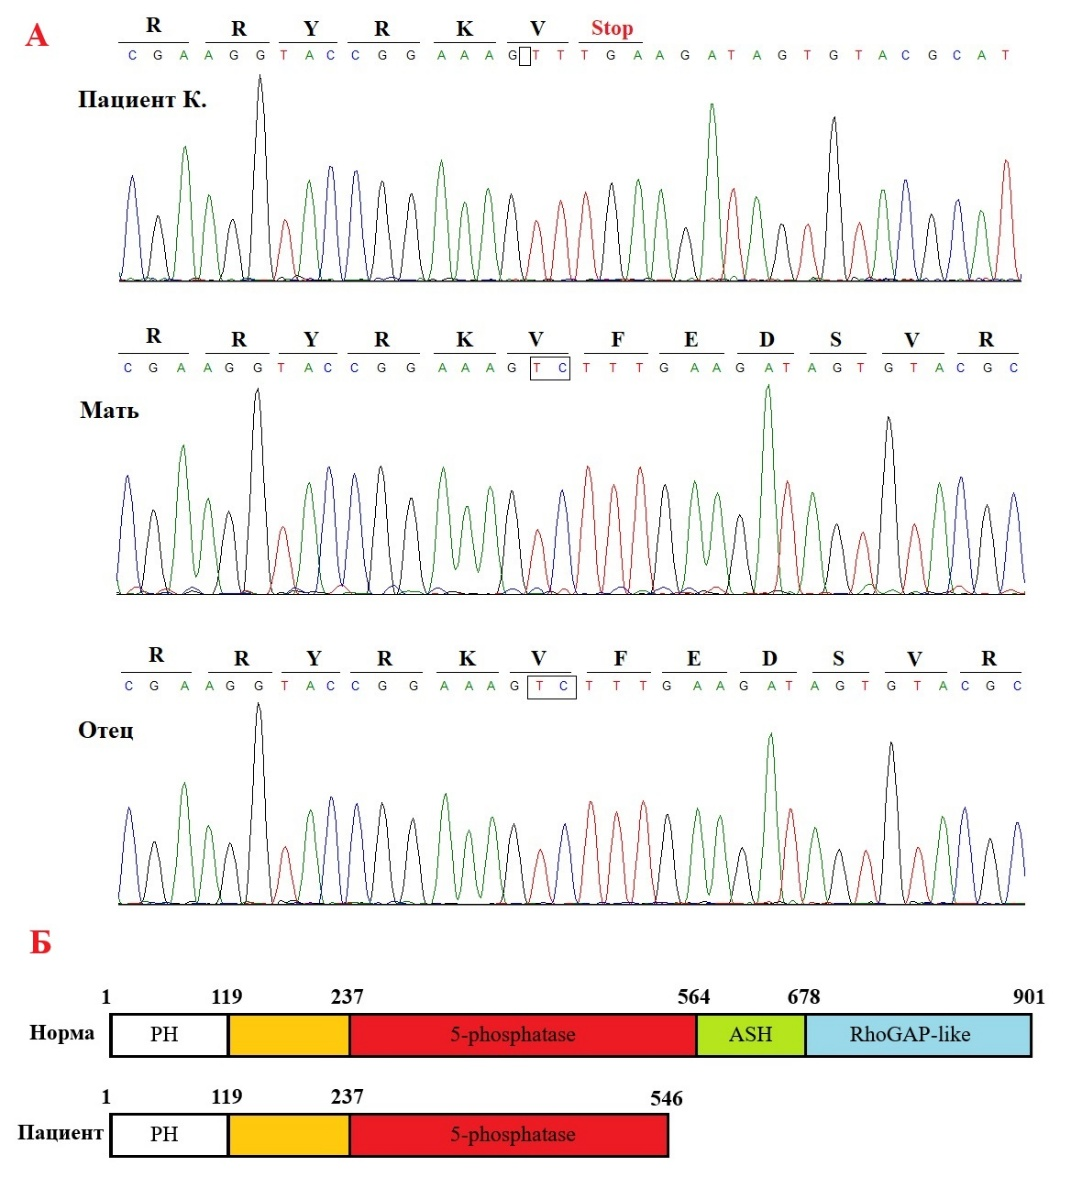 А
R R Y R K V Stop
C G A A G G T A C C G G A A A G T T T G A A G A T A G T G T A C G C A T
Пациент К.
R R Y R K V F E D S V R
C G A A G G T A C C G G A A A G T C T T T G A A G A T A G T G T A C G C
Мать
R R Y R K V F E D S V R
C G A A G G T A C C G G A A A G T C T T T G A A G A T A G T G T A C G C
Отец
Б
1 119 237 564 678 901
Норма PH 5-phosphatase ASH RhoGAP-like
1 119 237 546
Пациент PH 5-phosphatase